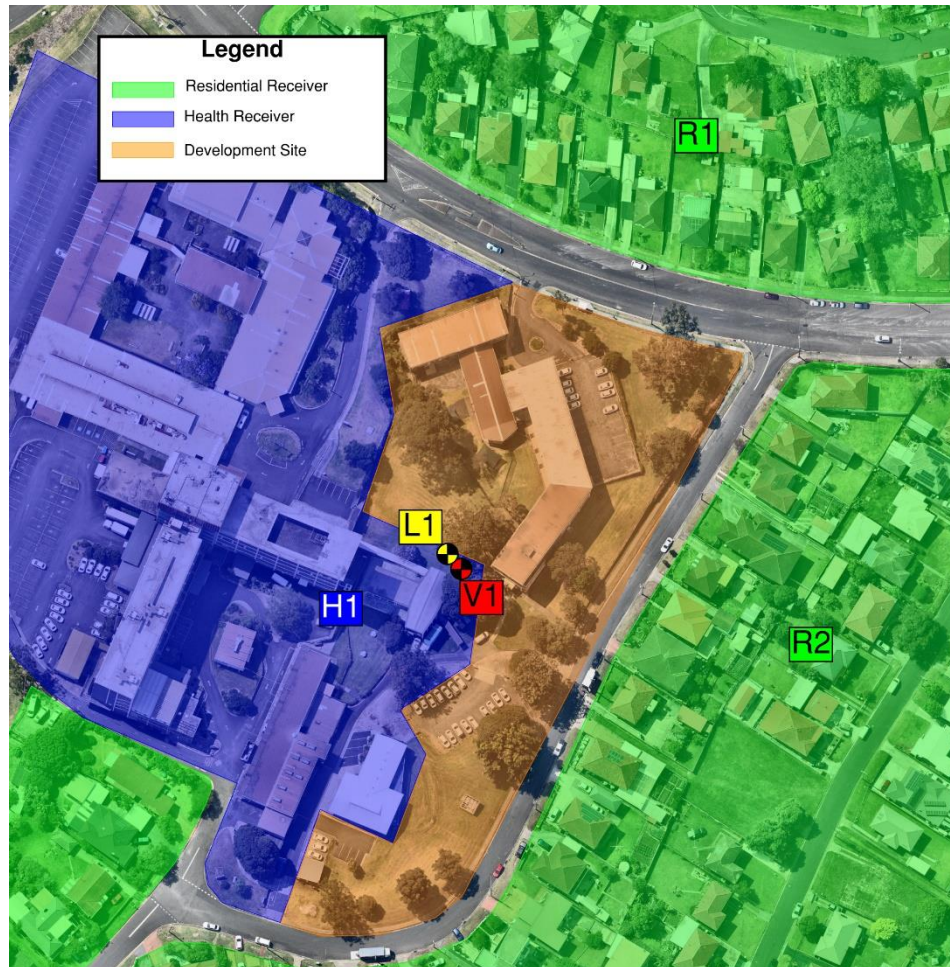 Legend
Residential Receiver
Health Receiver
Development Site
R1
L1
V1
H1
R2